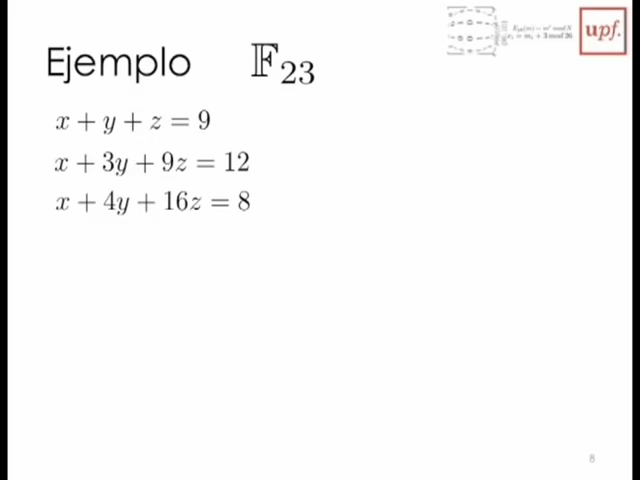 Ejemplo 𝔽₂₃
upf.
x + y + z = 9
x + 3y + 9z = 12
x + 4y + 16z = 8
8